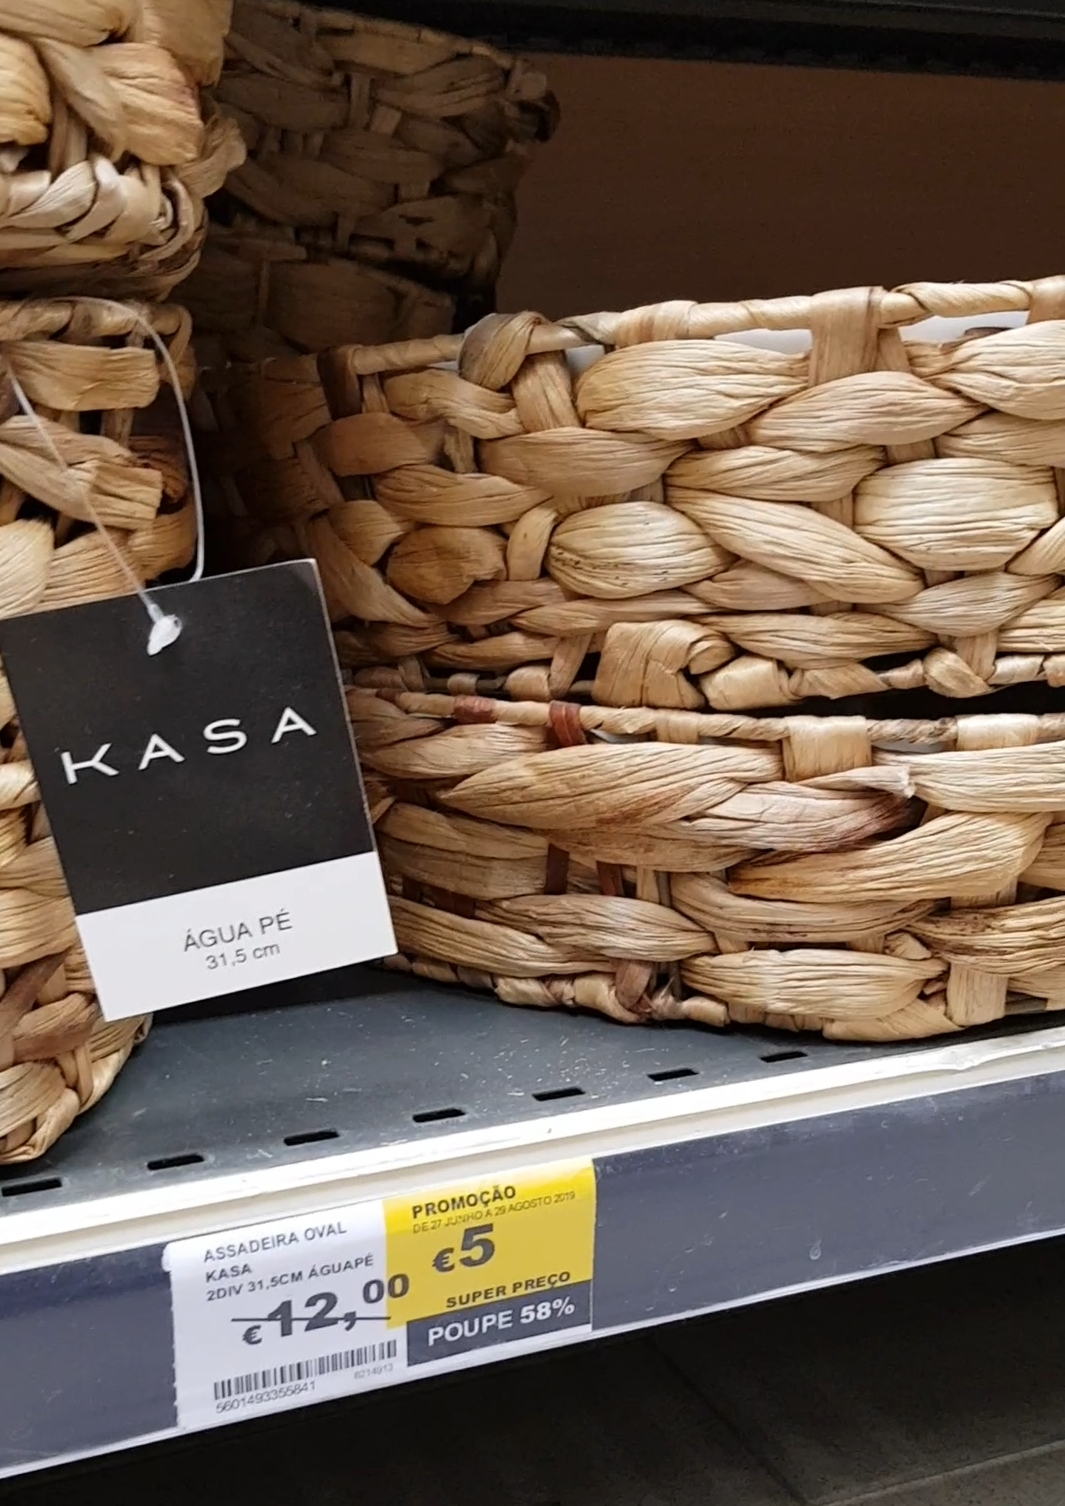 KASA
ÁGUA PÉ
31,5 cm
ASSADEIRA OVAL
KASA
2DIV 31,5CM ÁGUAPÉ
€12,00
5601493355841
6214913
PROMOÇÃO
DE 27 JUNHO A 29 AGOSTO 2019
€5
SUPER PREÇO
POUPE 58%